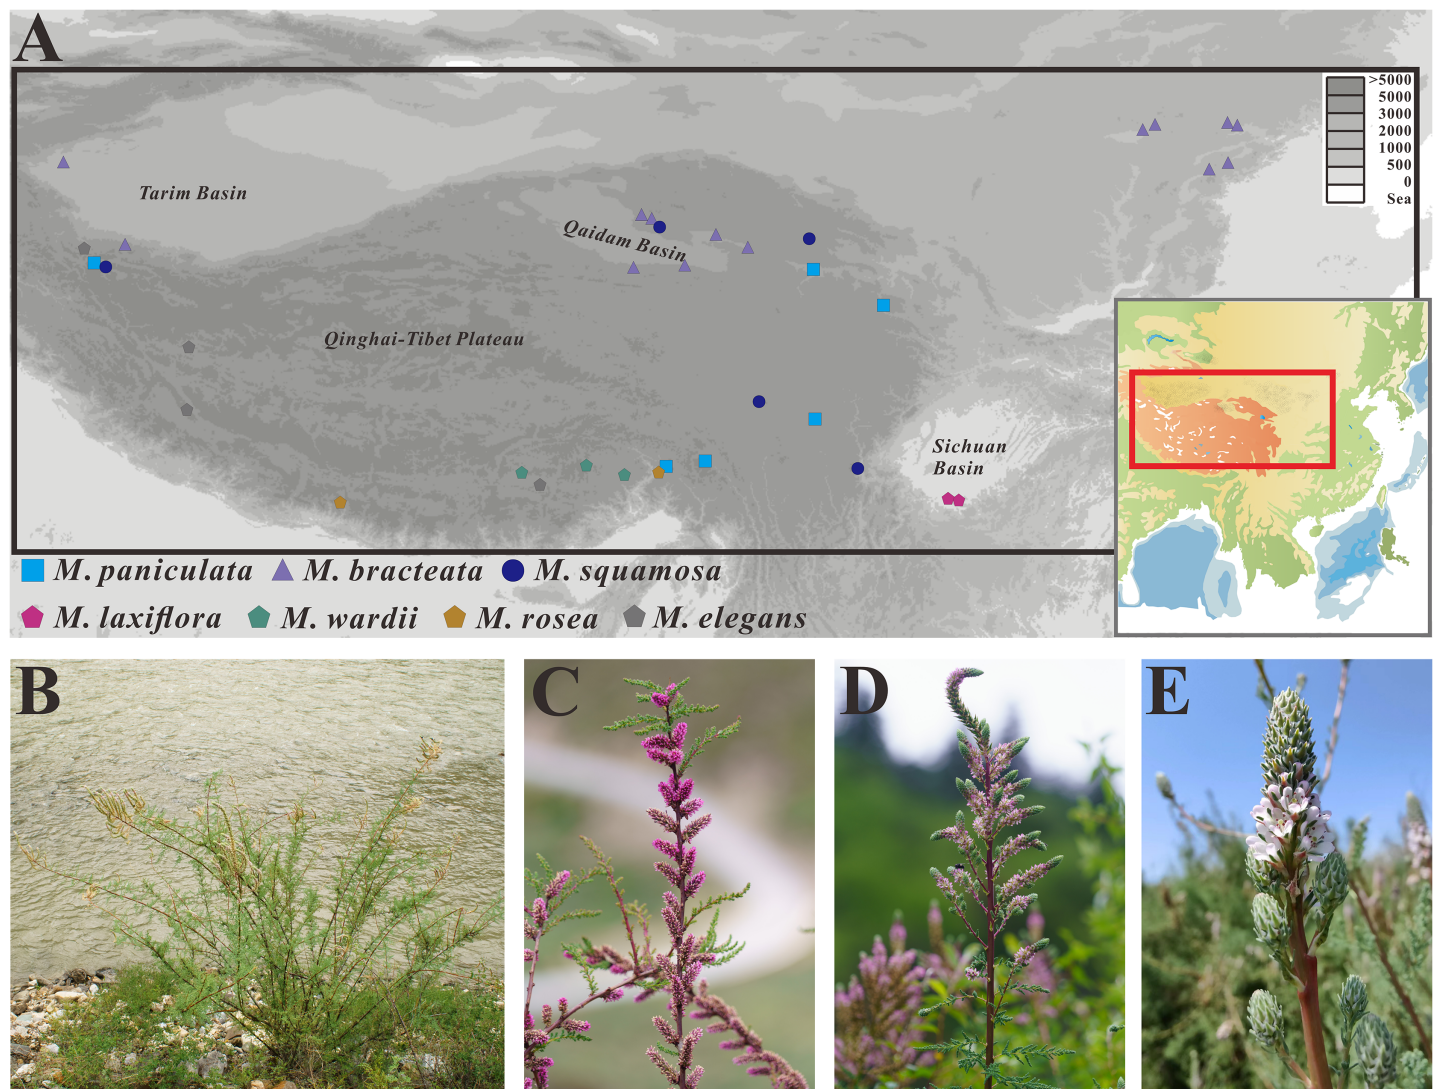 A
>5000
5000
3000
2000
1000
500
0
Sea
Tarim Basin
Qaidam Basin
Qinghai-Tibet Plateau
Sichuan
Basin
M. paniculata M. bracteata M. squamosa
M. laxiflora M. wardii M. rosea M. elegans
B C D E